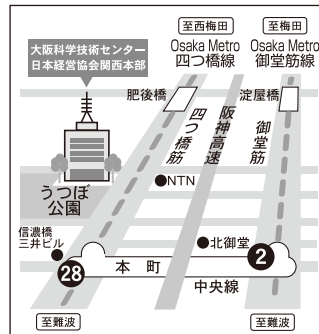 至西梅田
至梅田
Osaka Metro
四つ橋線
Osaka Metro
御堂筋線
大阪科学技術センター
日本経営協会関西本部
肥後橋
淀屋橋
四つ橋筋
阪神高速
御堂筋
うつぼ
公園
NTN
信濃橋
三井ビル
北御堂
2
28
本町
中央線
至難波
至難波